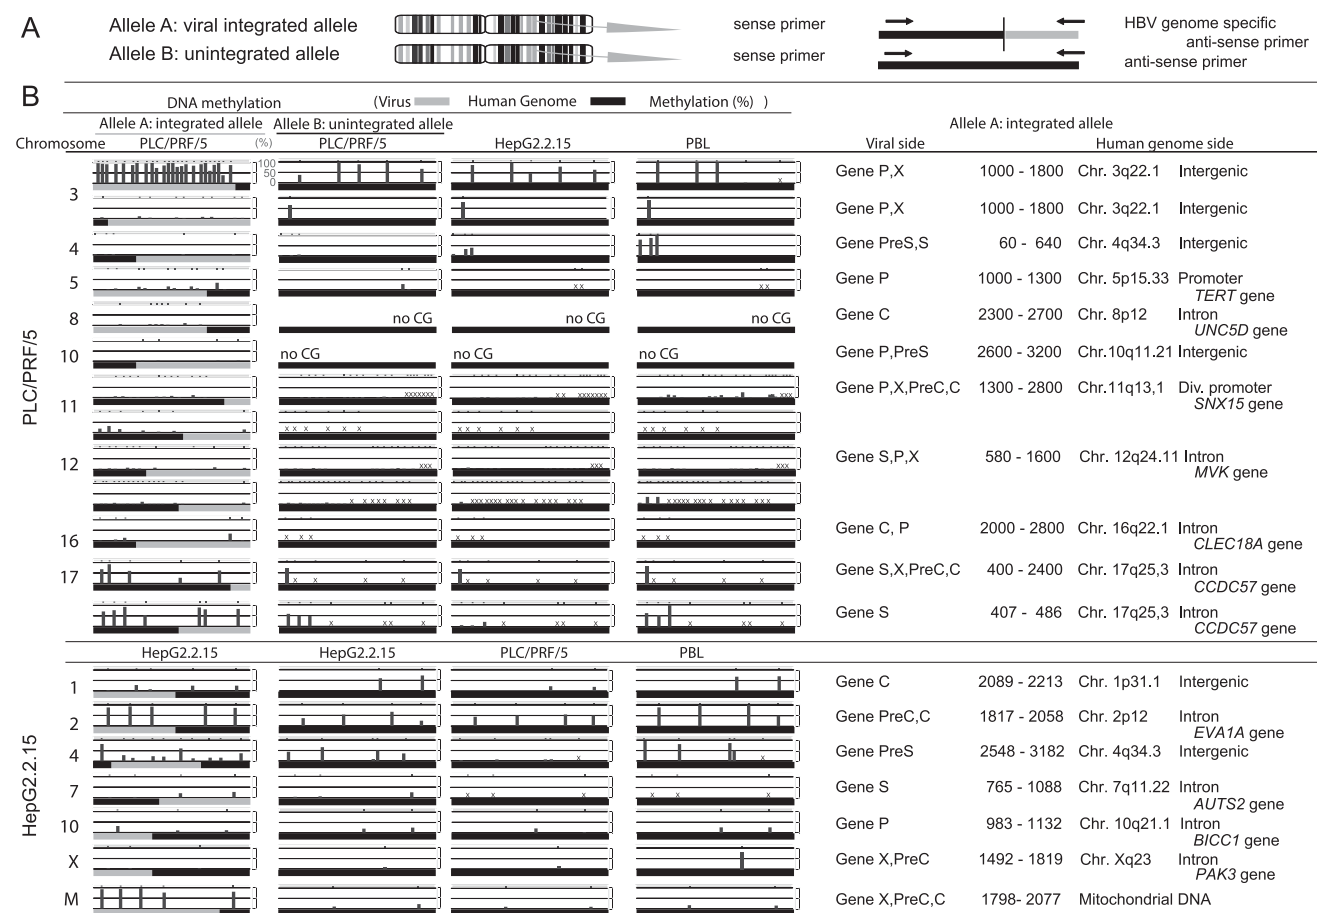 A
Allele A: viral integrated allele
Allele B: unintegrated allele
sense primer
sense primer
HBV genome specific
anti-sense primer
anti-sense primer
B
DNA methylation (Virus Human Genome Methylation (%) )
Allele A: integrated allele Allele B: unintegrated allele Allele A: integrated allele
Chromosome PLC/PRF/5 (%) PLC/PRF/5 HepG2.2.15 PBL Viral side Human genome side
100
50
0
PLC/PRF/5
3 Gene P,X 1000 - 1800 Chr. 3q22.1 Intergenic
x
Gene P,X 1000 - 1800 Chr. 3q22.1 Intergenic
4 Gene PreS,S 60 - 640 Chr. 4q34.3 Intergenic
5 Gene P 1000 - 1300 Chr. 5p15.33 Promoter
xx xx
TERT gene
8 no CG no CG no CG Gene C 2300 - 2700 Chr. 8p12 Intron
UNC5D gene
10 no CG no CG no CG Gene P,PreS 2600 - 3200 Chr.10q11.21 Intergenic
11 Gene P,X,PreC,C 1300 - 2800 Chr.11q13,1 Div. promoter
SNX15 gene
12 Gene S,P,X 580 - 1600 Chr. 12q24.11 Intron
MVK gene
16 Gene C, P 2000 - 2800 Chr. 16q22.1 Intron
CLEC18A gene
17 Gene S,X,PreC,C 400 - 2400 Chr. 17q25,3 Intron
CCDC57 gene
Gene S 407 - 486 Chr. 17q25,3 Intron
CCDC57 gene
HepG2.2.15 HepG2.2.15 PLC/PRF/5 PBL
HepG2.2.15
1 Gene C 2089 - 2213 Chr. 1p31.1 Intergenic
2 Gene PreC,C 1817 - 2058 Chr. 2p12 Intron
EVA1A gene
4 Gene PreS 2548 - 3182 Chr. 4q34.3 Intergenic
7 Gene S 765 - 1088 Chr. 7q11.22 Intron
AUTS2 gene
10 Gene P 983 - 1132 Chr. 10q21.1 Intron
BICC1 gene
X Gene X,PreC 1492 - 1819 Chr. Xq23 Intron
PAK3 gene
M Gene X,PreC,C 1798- 2077 Mitochondrial DNA